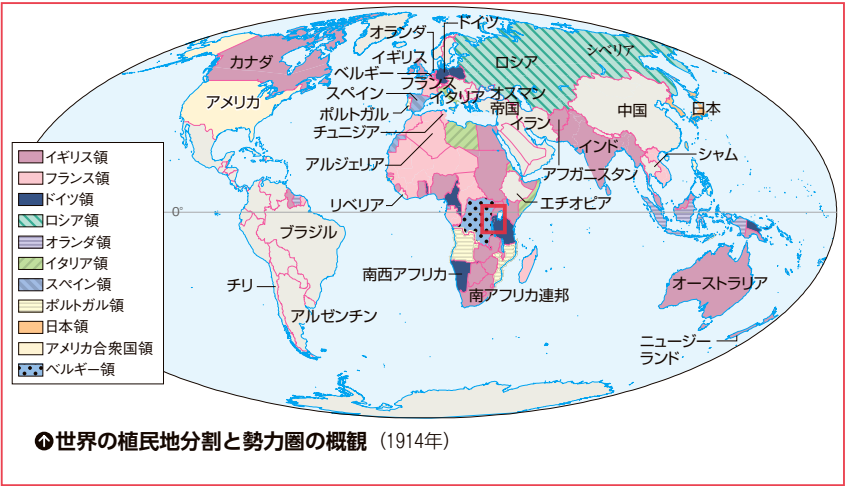 ドイツ
オランダ
イギリス
ベルギー
フランス
スペイン
イタリア
ポルトガル
チュニジア
アルジェリア
リベリア
カナダ
アメリカ
ロシア
シベリア
オスマン
帝国
イラン
中国
日本
インド
シャム
アフガニスタン
エチオピア
0°
ブラジル
チリ
アルゼンチン
南西アフリカ
南アフリカ連邦
オーストラリア
ニュージー
ランド
イギリス領
フランス領
ドイツ領
ロシア領
オランダ領
イタリア領
スペイン領
ポルトガル領
日本領
アメリカ合衆国領
ベルギー領
世界の植民地分割と勢力圏の概観 (1914年)